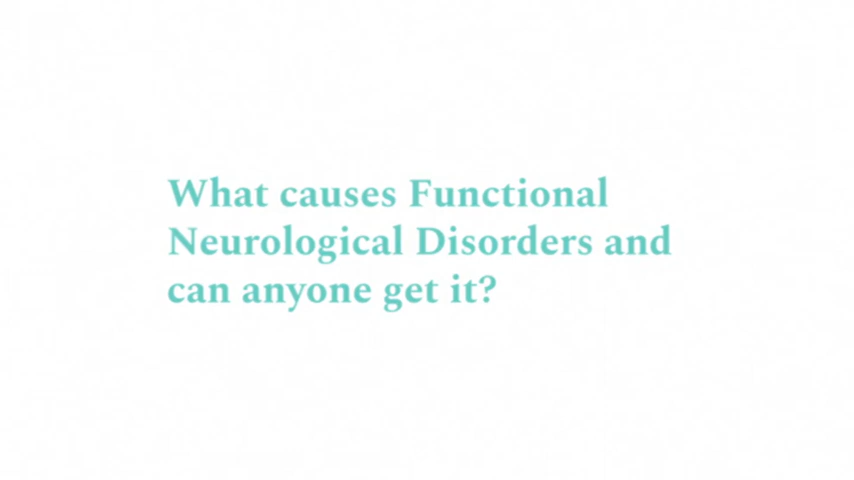 What causes Functional
Neurological Disorders and
can anyone get it?